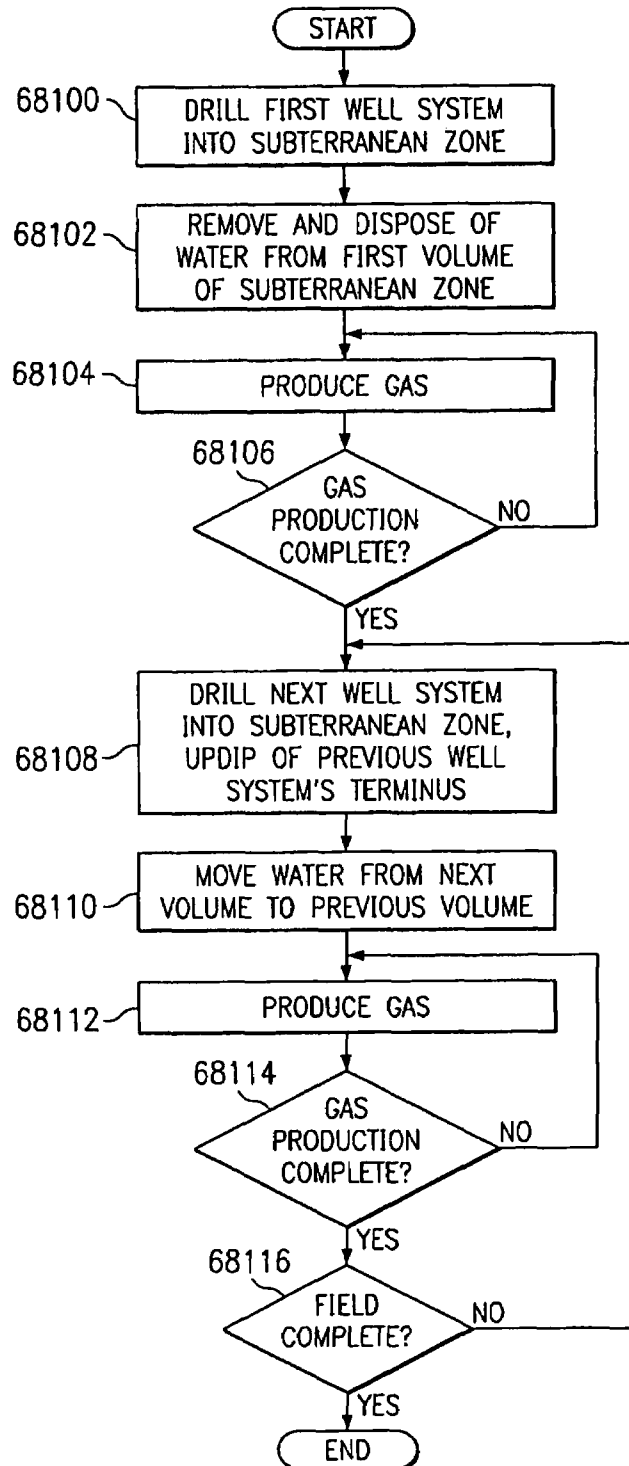 START
68100
DRILL FIRST WELL SYSTEM
INTO SUBTERRANEAN ZONE
68102
REMOVE AND DISPOSE OF
WATER FROM FIRST VOLUME
OF SUBTERRANEAN ZONE
68104
PRODUCE GAS
68106
GAS
PRODUCTION
COMPLETE?
NO
YES
68108
DRILL NEXT WELL SYSTEM
INTO SUBTERRANEAN ZONE,
UPDIP OF PREVIOUS WELL
SYSTEM'S TERMINUS
68110
MOVE WATER FROM NEXT
VOLUME TO PREVIOUS VOLUME
68112
PRODUCE GAS
68114
GAS
PRODUCTION
COMPLETE?
NO
YES
68116
FIELD
COMPLETE?
NO
YES
END